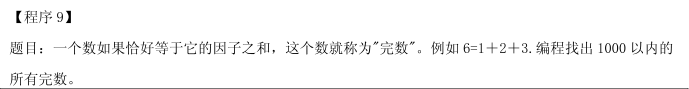 【程序 9】
题目：一个数如果恰好等于它的因子之和，这个数就称为"完数"。例如 6=1＋2＋3.编程找出 1000 以内的
所有完数。